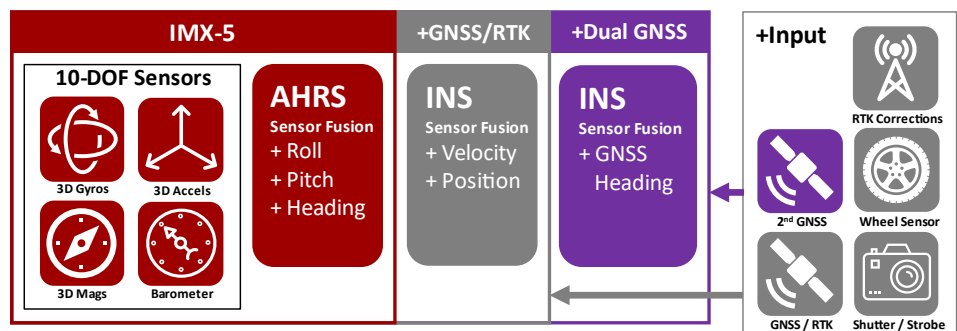 IMX-5
+GNSS/RTK
+Dual GNSS
+Input
10-DOF Sensors
3D Gyros
3D Accels
3D Mags
Barometer
AHRS
Sensor Fusion
+ Roll
+ Pitch
+ Heading
INS
Sensor Fusion
+ Velocity
+ Position
INS
Sensor Fusion
+ GNSS
Heading
RTK Corrections
2nd GNSS
Wheel Sensor
GNSS / RTK
Shutter / Strobe